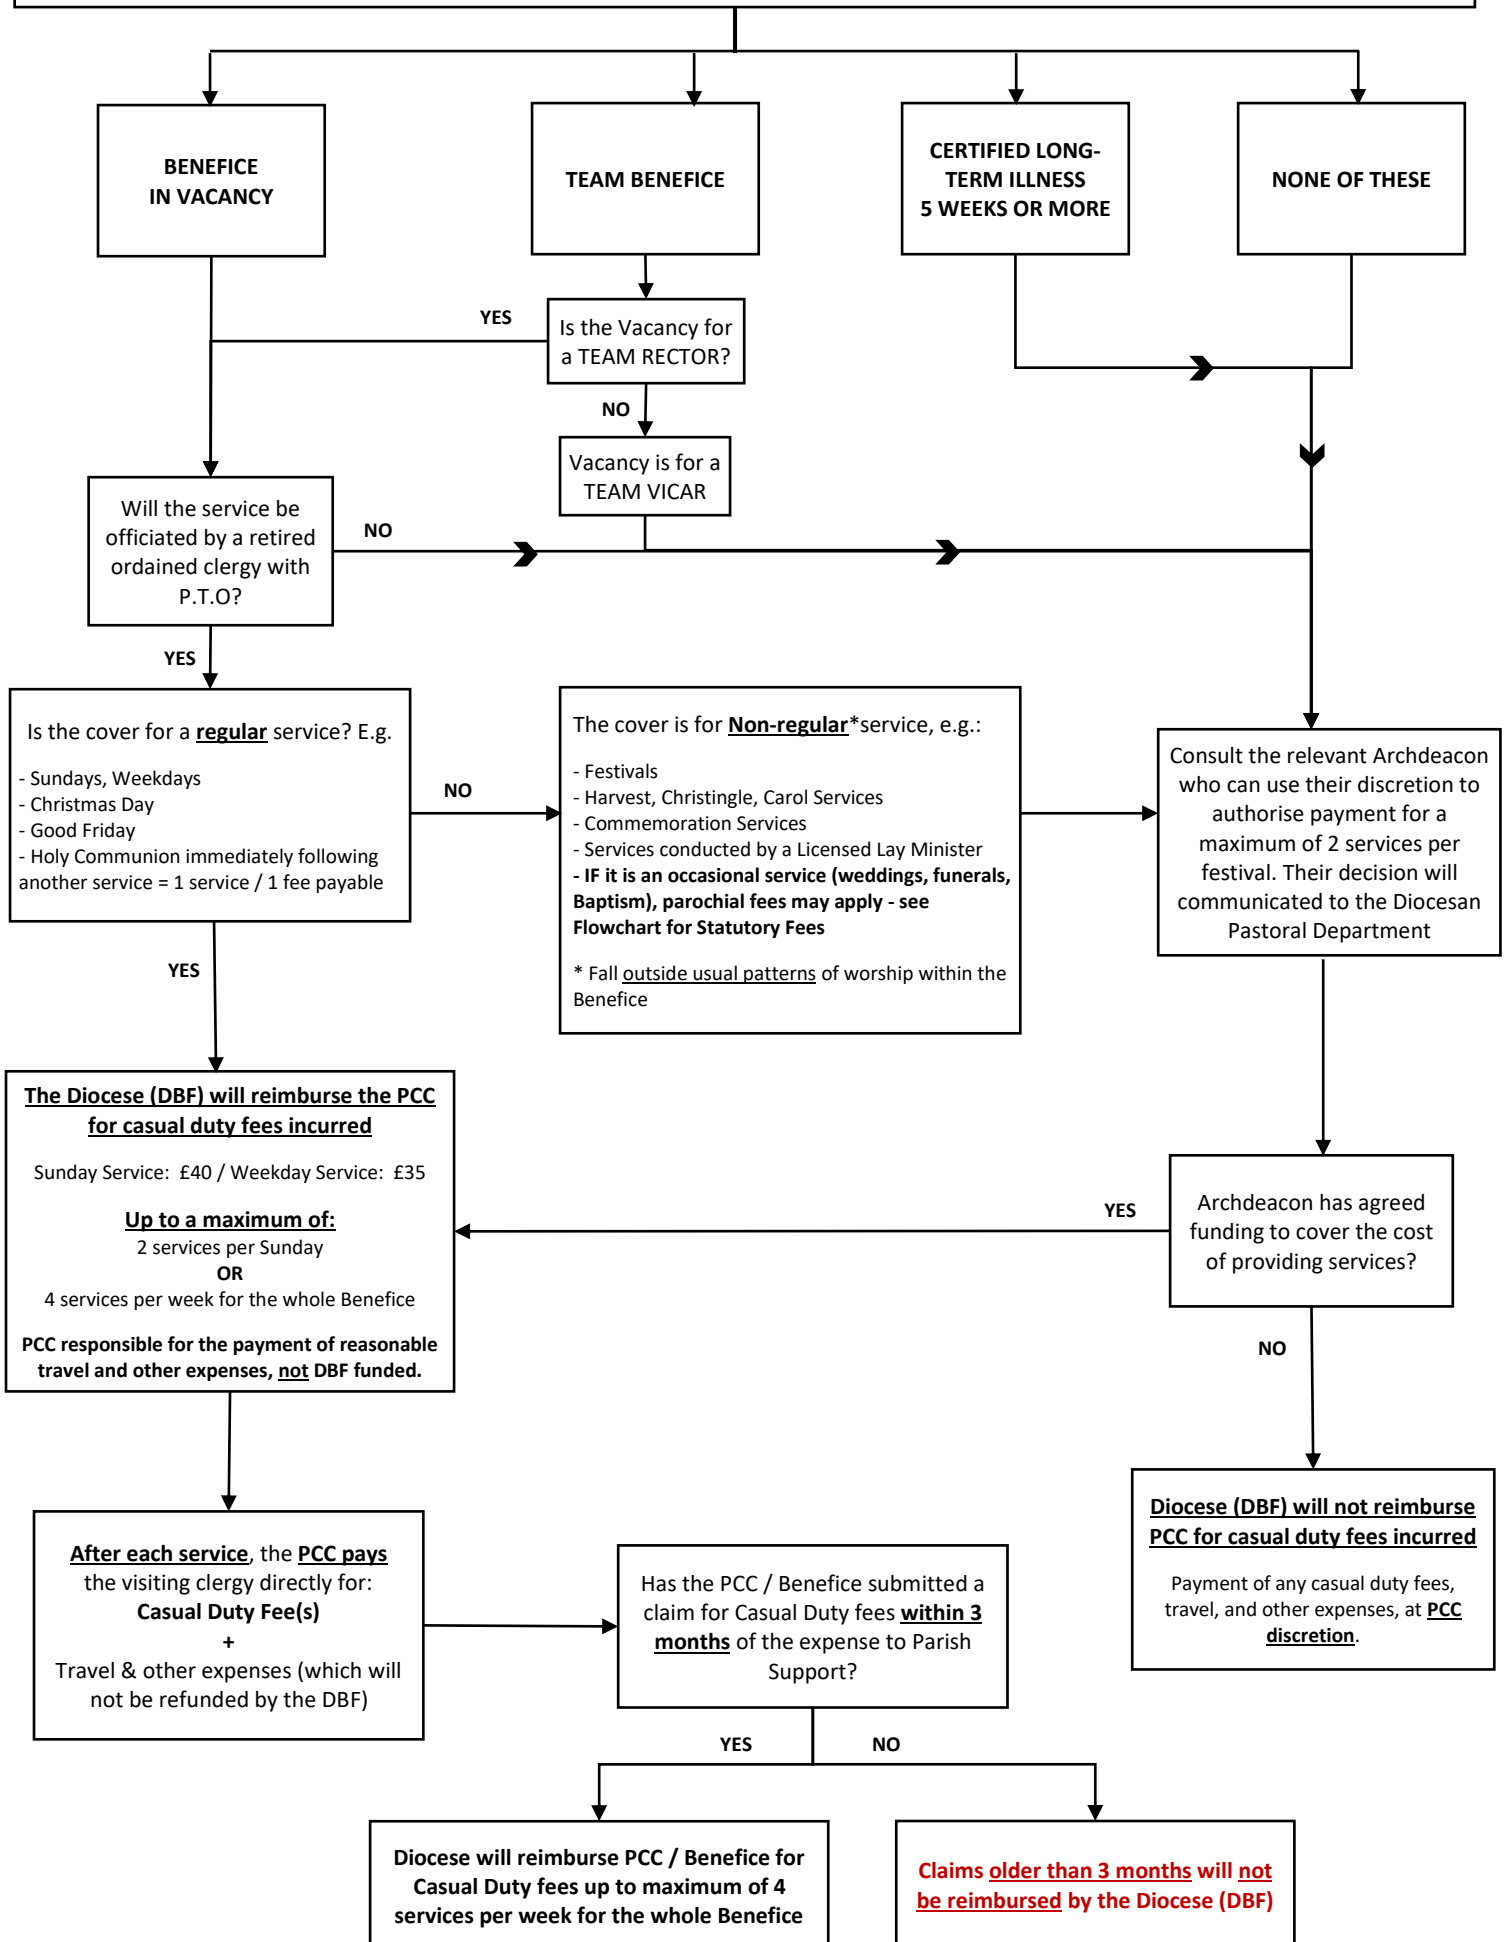 BENEFICE
IN VACANCY
TEAM BENEFICE
CERTIFIED LONG-
TERM ILLNESS
5 WEEKS OR MORE
NONE OF THESE
YES
Is the Vacancy for
a TEAM RECTOR?
NO
Vacancy is for a
TEAM VICAR
Will the service be
officiated by a retired
ordained clergy with
P.T.O?
NO
YES
Is the cover for a regular service? E.g.
- Sundays, Weekdays
- Christmas Day
- Good Friday
- Holy Communion immediately following
another service = 1 service / 1 fee payable
NO
The cover is for Non-regular*service, e.g.:
- Festivals
- Harvest, Christingle, Carol Services
- Commemoration Services
- Services conducted by a Licensed Lay Minister
- IF it is an occasional service (weddings, funerals,
Baptism), parochial fees may apply - see
Flowchart for Statutory Fees
* Fall outside usual patterns of worship within the
Benefice
Consult the relevant Archdeacon
who can use their discretion to
authorise payment for a
maximum of 2 services per
festival. Their decision will
communicated to the Diocesan
Pastoral Department
YES
The Diocese (DBF) will reimburse the PCC
for casual duty fees incurred
Sunday Service: £40 / Weekday Service: £35
Up to a maximum of:
2 services per Sunday
OR
4 services per week for the whole Benefice
PCC responsible for the payment of reasonable
travel and other expenses, not DBF funded.
YES
Archdeacon has agreed
funding to cover the cost
of providing services?
NO
Diocese (DBF) will not reimburse
PCC for casual duty fees incurred
Payment of any casual duty fees,
travel, and other expenses, at PCC
discretion.
After each service, the PCC pays
the visiting clergy directly for:
Casual Duty Fee(s)
+
Travel & other expenses (which will
not be refunded by the DBF)
Has the PCC / Benefice submitted a
claim for Casual Duty fees within 3
months of the expense to Parish
Support?
YES
NO
Diocese will reimburse PCC / Benefice for
Casual Duty fees up to maximum of 4
services per week for the whole Benefice
Claims older than 3 months will not
be reimbursed by the Diocese (DBF)